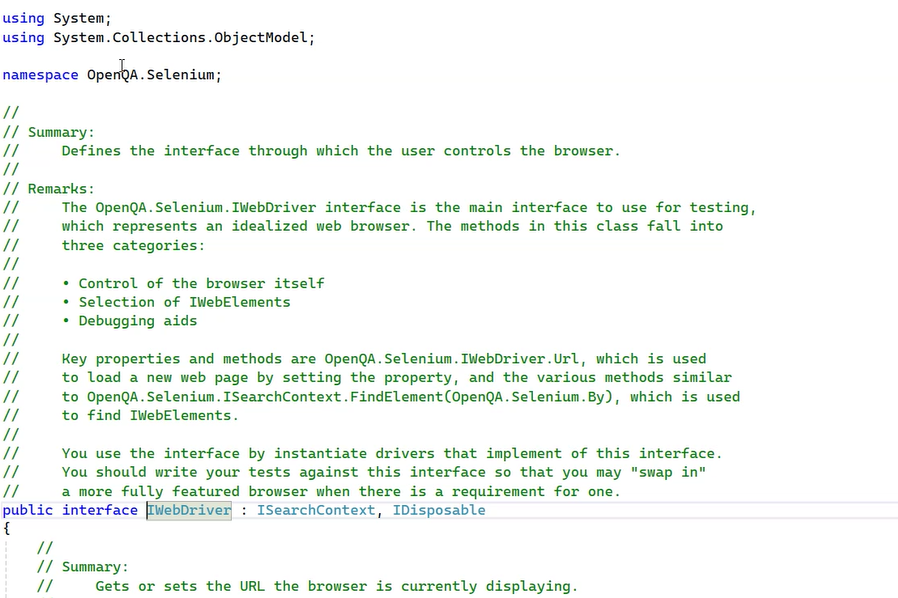 using System;
using System.Collections.ObjectModel;
namespace OpenQA.Selenium;
//
// Summary:
//     Defines the interface through which the user controls the browser.
//
// Remarks:
//     The OpenQA.Selenium.IWebDriver interface is the main interface to use for testing,
//     which represents an idealized web browser. The methods in this class fall into
//     three categories:
//
//     • Control of the browser itself
//     • Selection of IWebElements
//     • Debugging aids
//
//     Key properties and methods are OpenQA.Selenium.IWebDriver.Url, which is used
//     to load a new web page by setting the property, and the various methods similar
//     to OpenQA.Selenium.ISearchContext.FindElement(OpenQA.Selenium.By), which is used
//     to find IWebElements.
//
//     You use the interface by instantiate drivers that implement of this interface.
//     You should write your tests against this interface so that you may "swap in"
//     a more fully featured browser when there is a requirement for one.
public interface IWebDriver : ISearchContext, IDisposable
{
    //
    // Summary:
    //     Gets or sets the URL the browser is currently displaying.